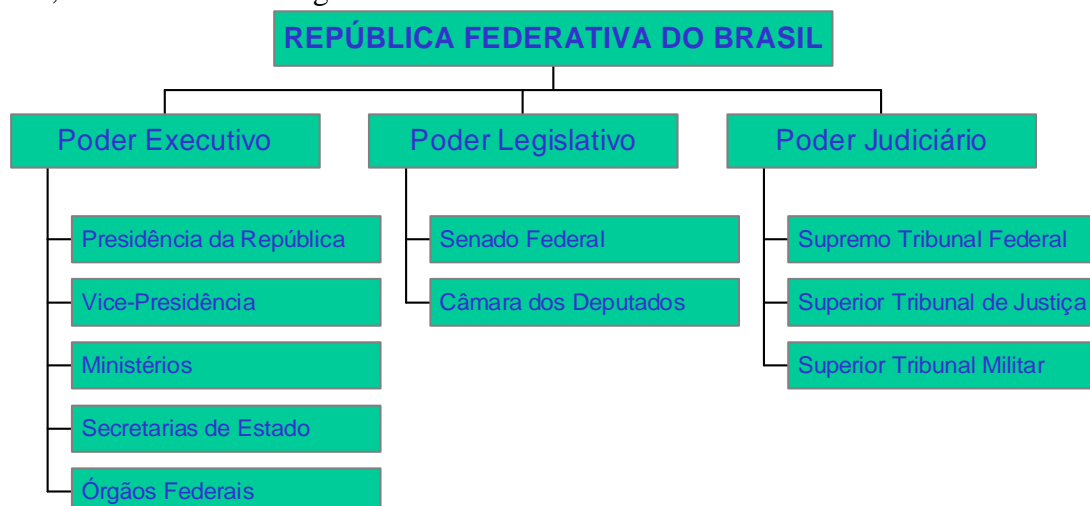 REPÚBLICA FEDERATIVA DO BRASIL
Poder Executivo
Presidência da República
Vice-Presidência
Ministérios
Secretarias de Estado
Órgãos Federais
Poder Legislativo
Senado Federal
Câmara dos Deputados
Poder Judiciário
Supremo Tribunal Federal
Superior Tribunal de Justiça
Superior Tribunal Militar